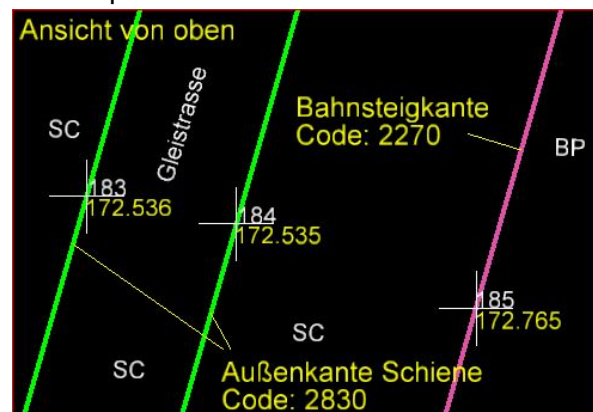 Ansicht von oben
SC
Gleistrasse
Bahnsteigkante
Code: 2270
BP
183
172.536
184
172.535
185
172.765
SC
SC
Außenkante Schiene
Code: 2830